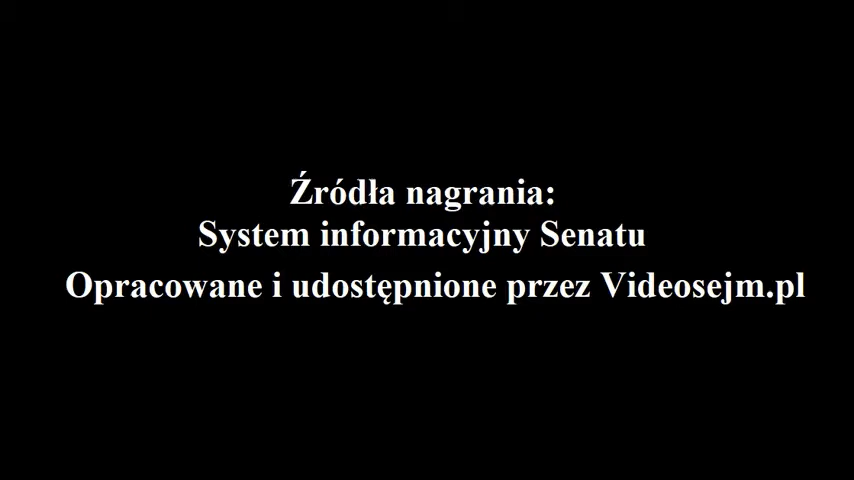 Źródła nagrania:
System informacyjny Senatu
Opracowane i udostępnione przez Videosejm.pl